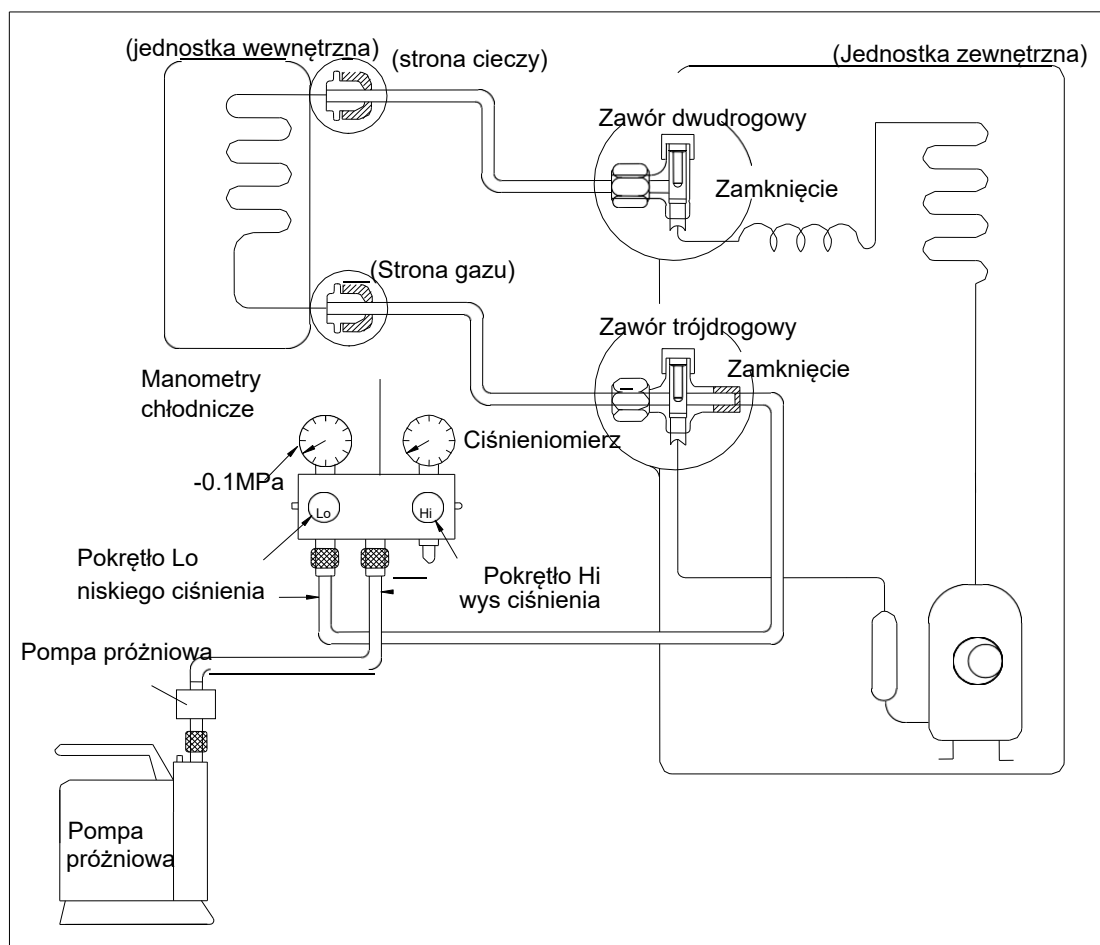 (jednostka wewnętrzna)
(strona cieczy)
(Jednostka zewnętrzna)
Zawór dwudrogowy
Zamknięcie
(Strona gazu)
Zawór trójdrogowy
Zamknięcie
Manometry
chłodnicze
Ciśnieniomierz
-0.1MPa
Lo
Hi
Pokrętło Lo
niskiego ciśnienia
Pokrętło Hi
wys ciśnienia
Pompa próżniowa
Pompa
próżniowa